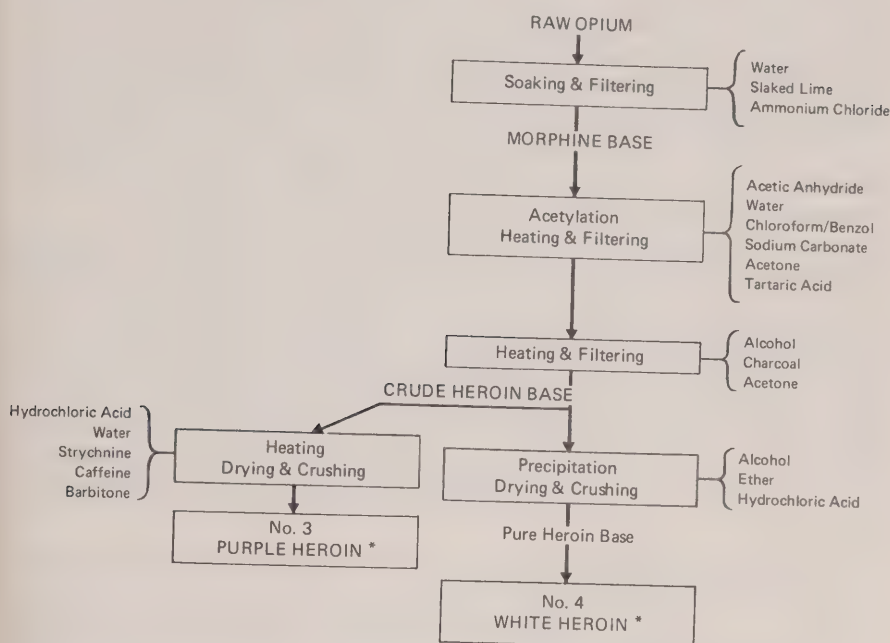 RAW OPIUM
Soaking & Filtering
Water
Slaked Lime
Ammonium Chloride
MORPHINE BASE
Acetylation
Heating & Filtering
Acetic Anhydride
Water
Chloroform/Benzol
Sodium Carbonate
Acetone
Tartaric Acid
Heating & Filtering
Alcohol
Charcoal
Acetone
CRUDE HEROIN BASE
Hydrochloric Acid
Water
Strychnine
Caffeine
Barbitone
Heating
Drying & Crushing
No. 3
PURPLE HEROIN *
Precipitation
Drying & Crushing
Alcohol
Ether
Hydrochloric Acid
Pure Heroin Base
No. 4
WHITE HEROIN *